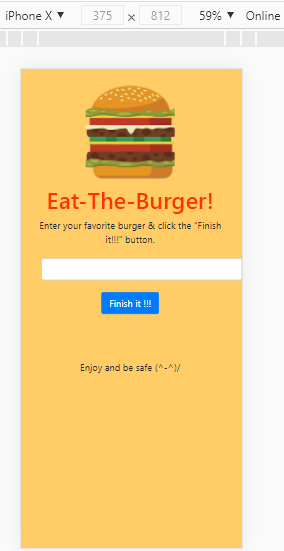 iPhone X ▼ 375 × 812 59% ▼ Online
Eat-The-Burger!
Enter your favorite burger & click the "Finish
it!!!" button.
Finish it !!!
Enjoy and be safe (^-^)/